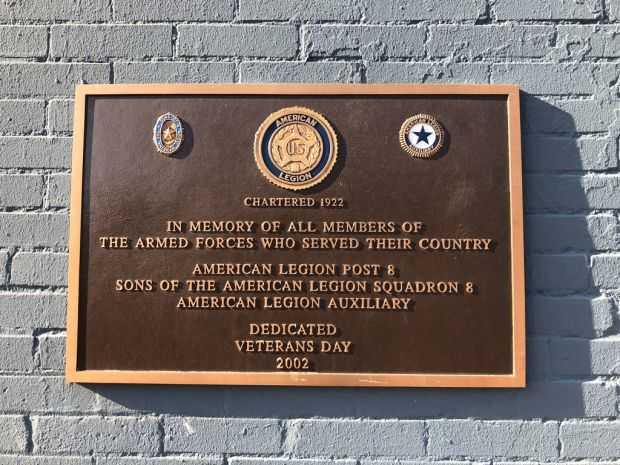 AMERICAN
US
LEGION
CHARTERED 1922
IN MEMORY OF ALL MEMBERS OF
THE ARMED FORCES WHO SERVED THEIR COUNTRY
AMERICAN LEGION POST 8
SONS OF THE AMERICAN LEGION SQUADRON 8
AMERICAN LEGION AUXILIARY
DEDICATED
VETERANS DAY
2002